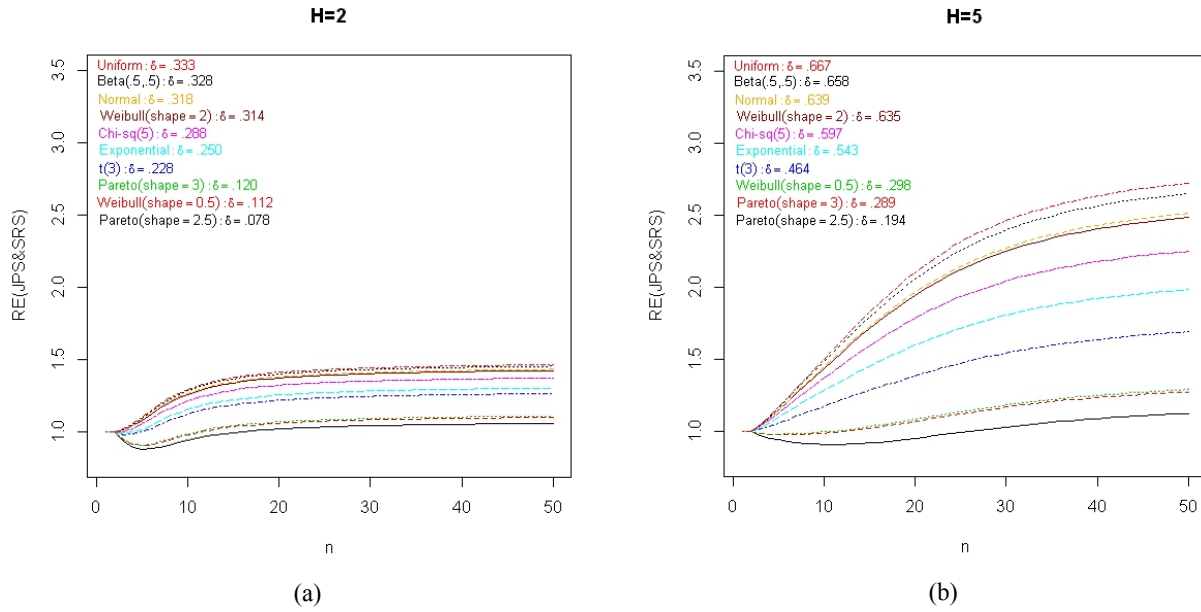 H=2
RE(JPS&SRS)
3.5
3.0
2.5
2.0
1.5
1.0
Uniform : δ = .333
Beta(.5,.5) : δ = .328
Normal : δ = .318
Weibull(shape = 2) : δ = .314
Chi-sq(5) : δ = .288
Exponential : δ = .250
t(3) : δ = .228
Pareto(shape = 3) : δ = .120
Weibull(shape = 0.5) : δ = .112
Pareto(shape = 2.5) : δ = .078
0 10 20 30 40 50
n
(a)
H=5
RE(JPS&SRS)
3.5
3.0
2.5
2.0
1.5
1.0
Uniform : δ = .667
Beta(.5,.5) : δ = .658
Normal : δ = .639
Weibull(shape = 2) : δ = .635
Chi-sq(5) : δ = .597
Exponential : δ = .543
t(3) : δ = .464
Weibull(shape = 0.5) : δ = .298
Pareto(shape = 3) : δ = .289
Pareto(shape = 2.5) : δ = .194
0 10 20 30 40 50
n
(b)